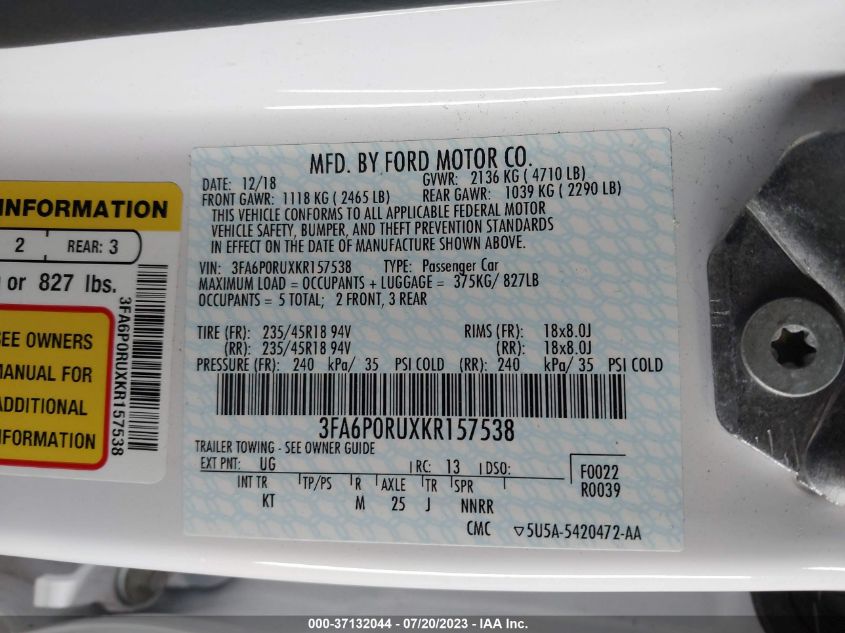 INFORMATION
2 REAR: 3
or 827 lbs.
SEE OWNERS
MANUAL FOR
ADDITIONAL
INFORMATION
3FA6P0RUXKR157538
MFD. BY FORD MOTOR CO.
DATE: 12/18 GVWR: 2136 KG ( 4710 LB)
FRONT GAWR: 1118 KG ( 2465 LB) REAR GAWR: 1039 KG ( 2290 LB)
THIS VEHICLE CONFORMS TO ALL APPLICABLE FEDERAL MOTOR
VEHICLE SAFETY, BUMPER, AND THEFT PREVENTION STANDARDS
IN EFFECT ON THE DATE OF MANUFACTURE SHOWN ABOVE.
VIN: 3FA6P0RUXKR157538 TYPE: Passenger Car
MAXIMUM LOAD = OCCUPANTS + LUGGAGE = 375KG/ 827LB
OCCUPANTS = 5 TOTAL; 2 FRONT, 3 REAR
TIRE (FR): 235/45R18 94V RIMS (FR): 18x8.0J
(RR): 235/45R18 94V (RR): 18x8.0J
PRESSURE (FR): 240 kPa/ 35 PSI COLD (RR): 240 kPa/ 35 PSI COLD
3FA6P0RUXKR157538
TRAILER TOWING - SEE OWNER GUIDE
EXT PNT: UG RC: 13 DSO: F0022
INT TR TP/PS R AXLE TR SPR R0039
KT M 25 J NNRR
CMC ▽5U5A-5420472-AA
000-37132044 / 07/20/2023 - IAA Inc.